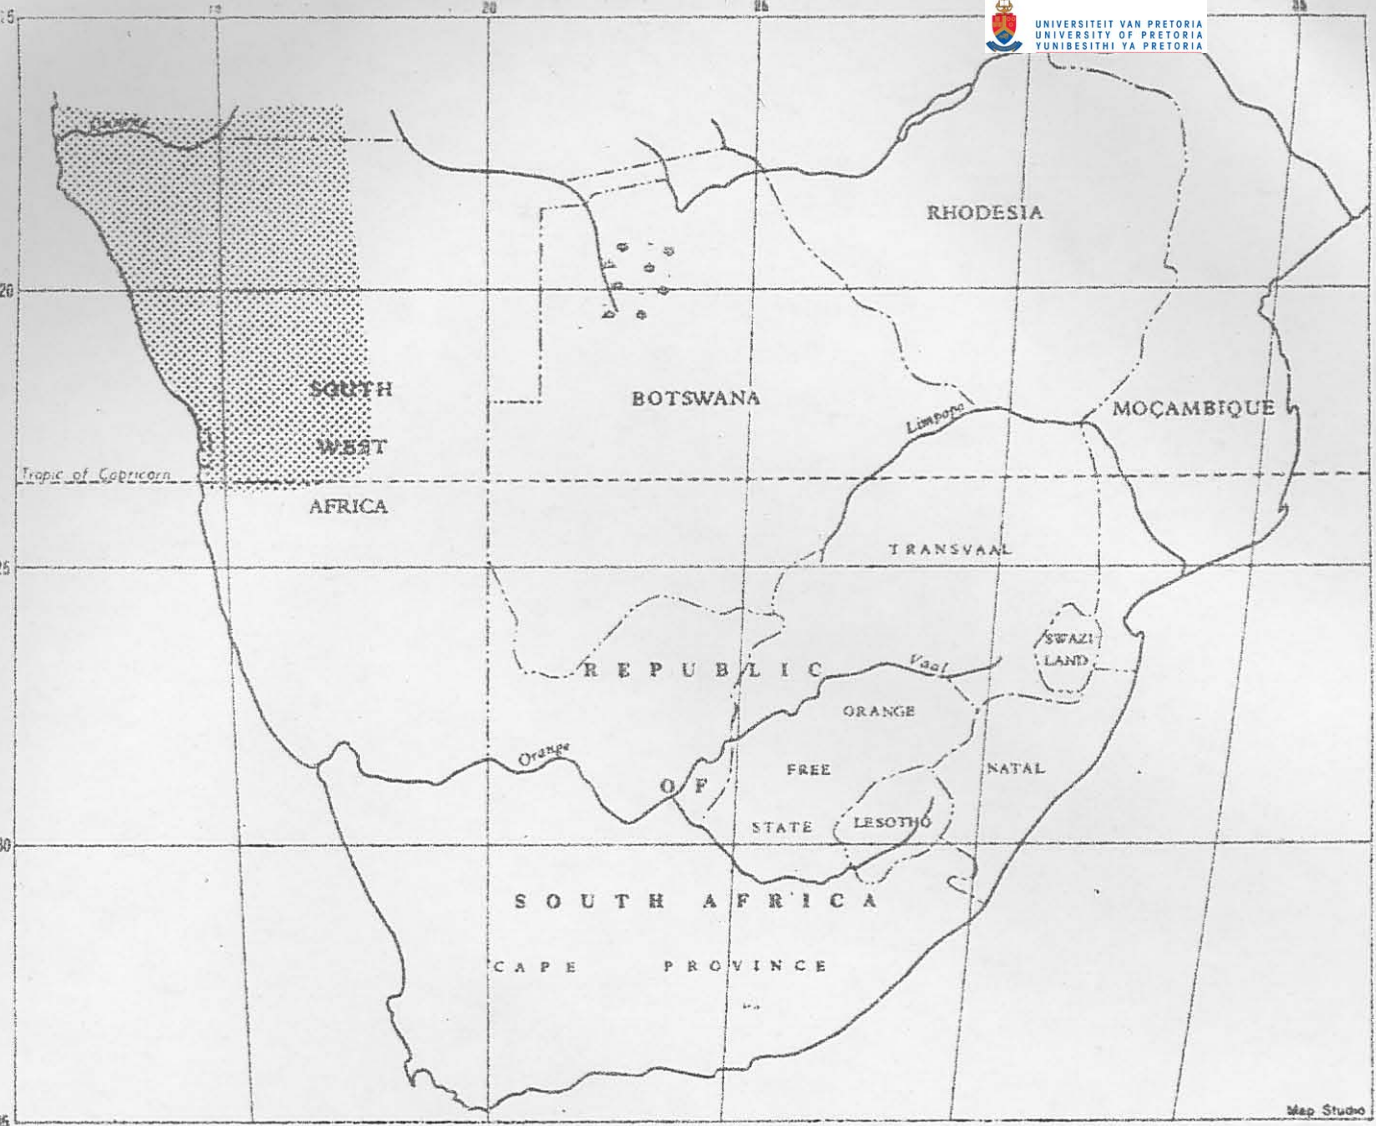 20
UNIVERSITEIT VAN PRETORIA
UNIVERSITY OF PRETORIA
YUNIBESITHI YA PRETORIA
RHODESIA
20
SOUTH
WEST
AFRICA
BOTSWANA
Limpopo
MOÇAMBIQUE
Tropic of Capricorn
TRANSVAAL
SWAZI
LAND
REPUBLIC
Vaal
ORANGE
Orange
OF
FREE
NATAL
STATE
LESOTHO
SOUTH AFRICA
CAPE PROVINCE
Map Studio